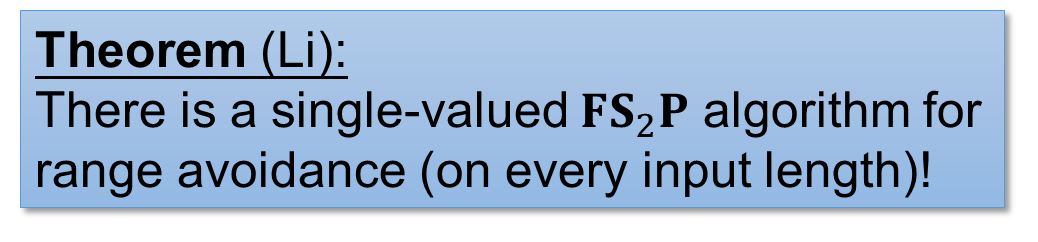 Theorem (Li):
There is a single-valued FS₂P algorithm for
range avoidance (on every input length)!